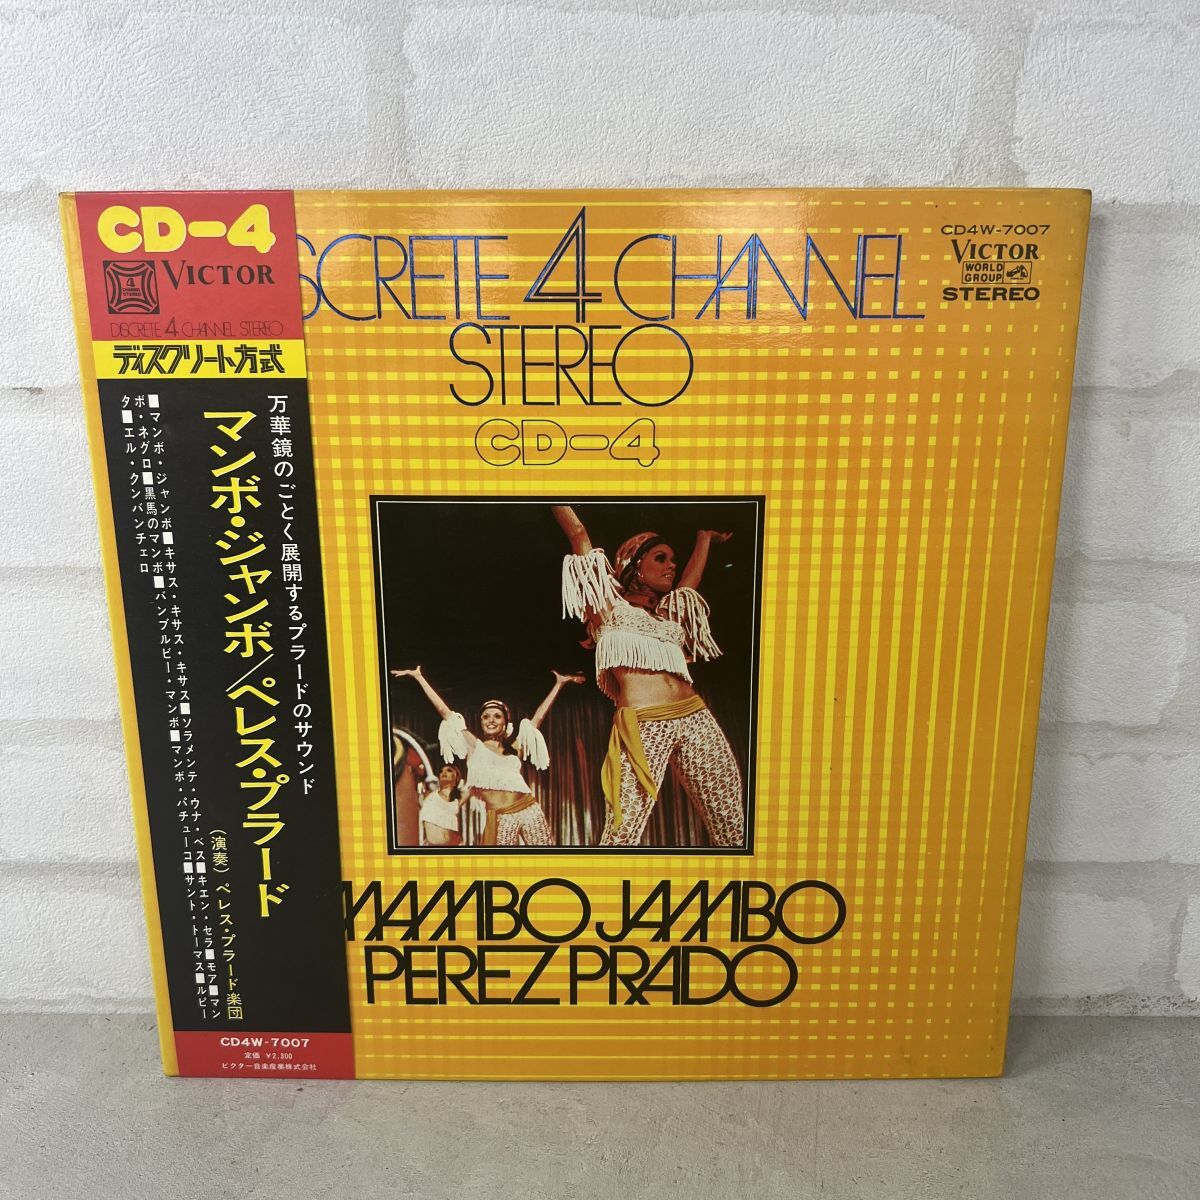 CD-4
VICTOR
4
CHANNEL
STEREO
DISCRETE 4 CHANNEL STEREO
ディスクリート方式
万華鏡のごとく展開するプラードのサウンド
マンボ・ジャンボ/ペレス・プラード
(演奏)ペレス・プラード楽団
■マンボ・ジャンボ■キサス・キサス・キサス■ソラメンテ・ウナ・ベス■キエン・セラ■モア■マン
ボ・ネグロ■黒馬のマンボ■バンブルビー・マンボ■マンボ・パチューコ■サント・トーマス■ルビー
タ■エル・クンバンチェロ
CD4W-7007
定価 ¥2,300
ビクター音楽産業株式会社
SCRETE 4 CHANNEL
STEREO
CD-4
CD4W-7007
VICTOR
WORLD
GROUP
STEREO
MAMBO JAMBO
PEREZ PRADO